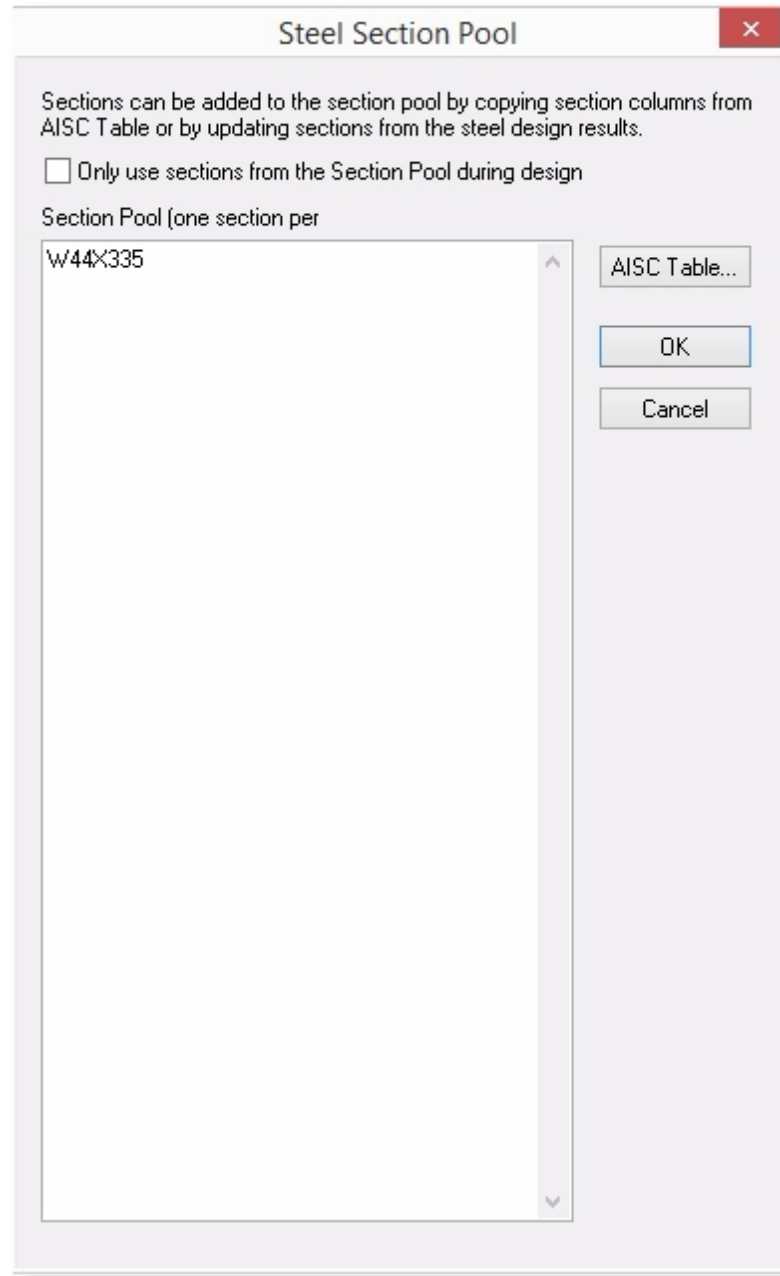 Steel Section Pool
Sections can be added to the section pool by copying section columns from
AISC Table or by updating sections from the steel design results.
Only use sections from the Section Pool during design
Section Pool (one section per
W44X335
AISC Table...
OK
Cancel